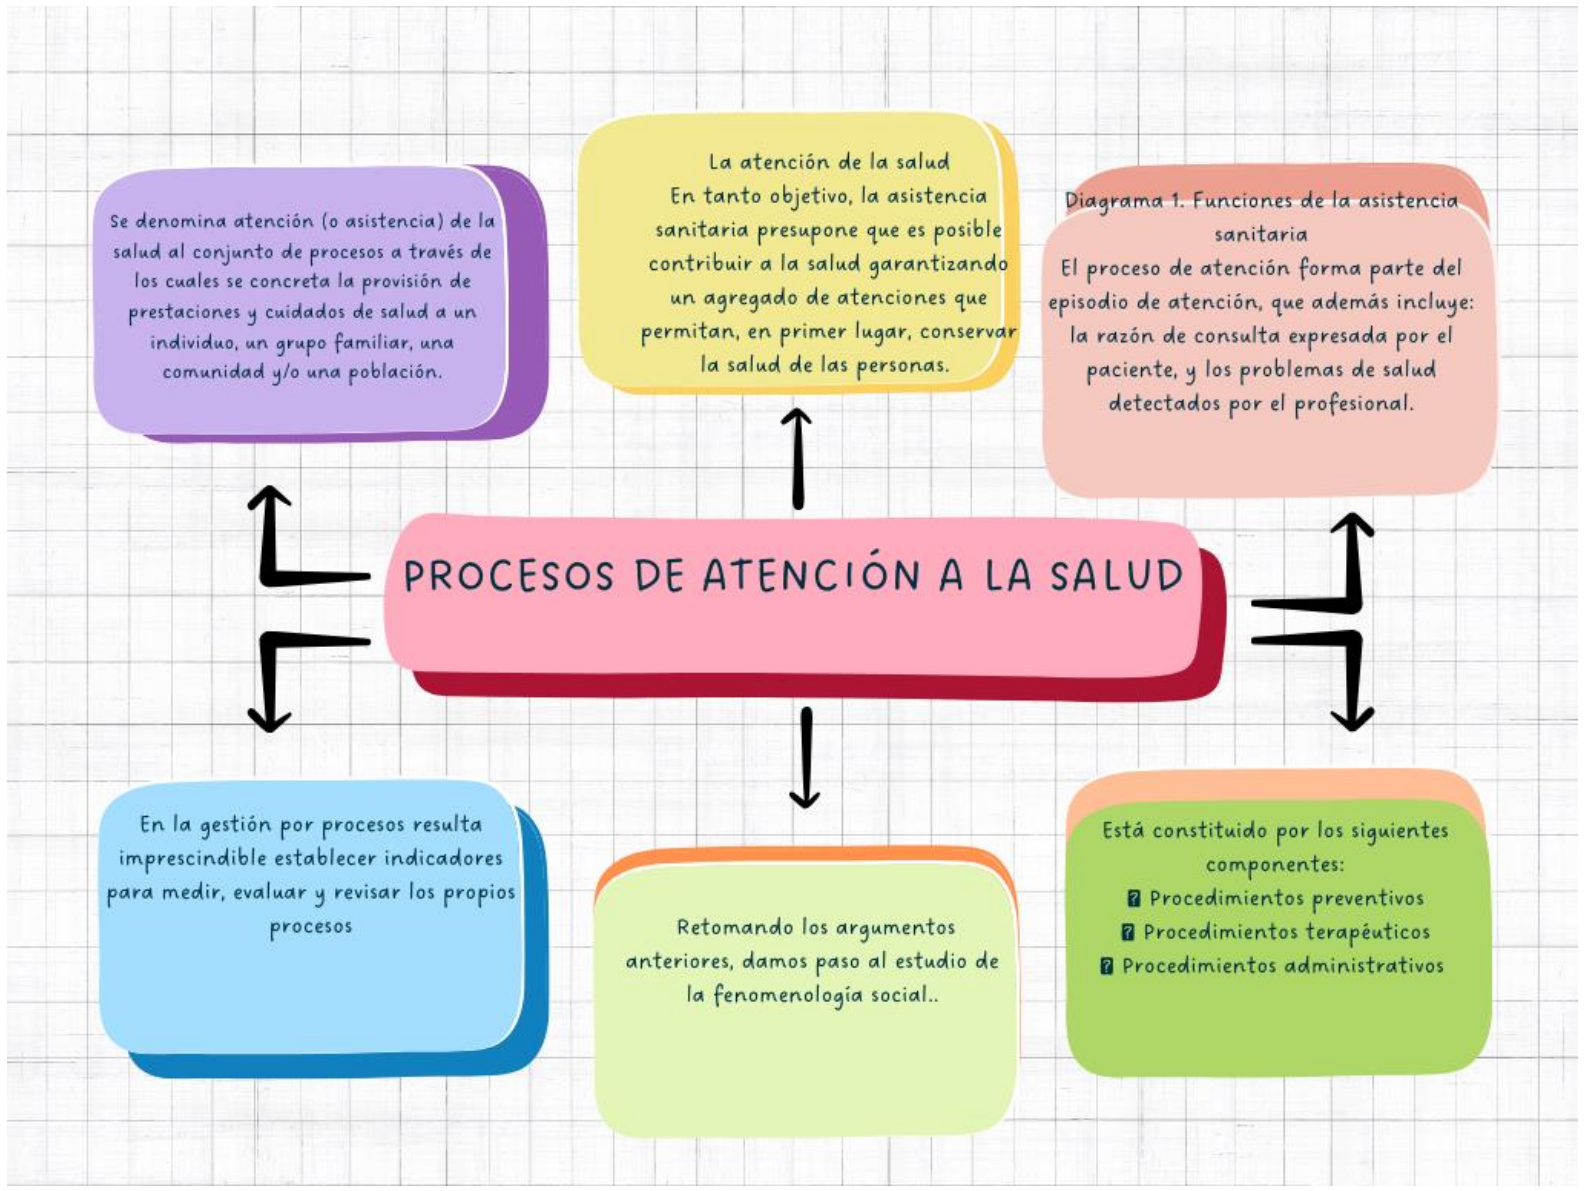 Se denomina atención (o asistencia) de la
salud al conjunto de procesos a través de
los cuales se concreta la provisión de
prestaciones y cuidados de salud a un
individuo, un grupo familiar, una
comunidad y/o una población.
La atención de la salud
En tanto objetivo, la asistencia
sanitaria presupone que es posible
contribuir a la salud garantizando
un agregado de atenciones que
permitan, en primer lugar, conservar
la salud de las personas.
Diagrama 1. Funciones de la asistencia
sanitaria
El proceso de atención forma parte del
episodio de atención, que además incluye:
la razón de consulta expresada por el
paciente, y los problemas de salud
detectados por el profesional.
PROCESOS DE ATENCIÓN A LA SALUD
En la gestión por procesos resulta
imprescindible establecer indicadores
para medir, evaluar y revisar los propios
procesos
Retomando los argumentos
anteriores, damos paso al estudio de
la fenomenología social..
Está constituido por los siguientes
componentes:
⍰ Procedimientos preventivos
⍰ Procedimientos terapéuticos
⍰ Procedimientos administrativos